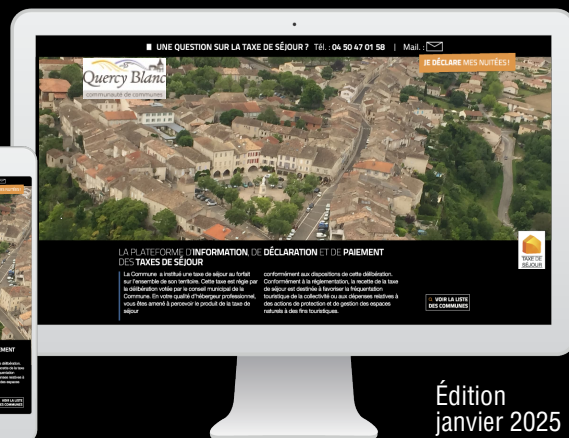 UNE QUESTION SUR LA TAXE DE SÉJOUR ? Tél. : 04 50 47 01 58 | Mail. :
JE DÉCLARE MES NUITÉES !
Quercy Blanc
communauté de communes
LA PLATEFORME D'INFORMATION, DE DÉCLARATION ET DE PAIEMENT
DES TAXES DE SÉJOUR
La Commune a institué une taxe de séjour au forfait
sur l'ensemble de son territoire. Cette taxe est régie par
la délibération votée par le conseil municipal de la
Commune. En votre qualité d'hébergeur professionnel,
vous êtes amené à percevoir le produit de la taxe de
séjour
conformément aux dispositions de cette délibération.
Conformément à la réglementation, la recette de la taxe
de séjour est destinée à favoriser la fréquentation
touristique de la collectivité ou aux dépenses relatives à
des actions de protection et de gestion des espaces
naturels à des fins touristiques.
TAXE DE
SÉJOUR
VOIR LA LISTE
DES COMMUNES
EMENT
VOIR LA LISTE
DES COMMUNES
Édition
janvier 2025